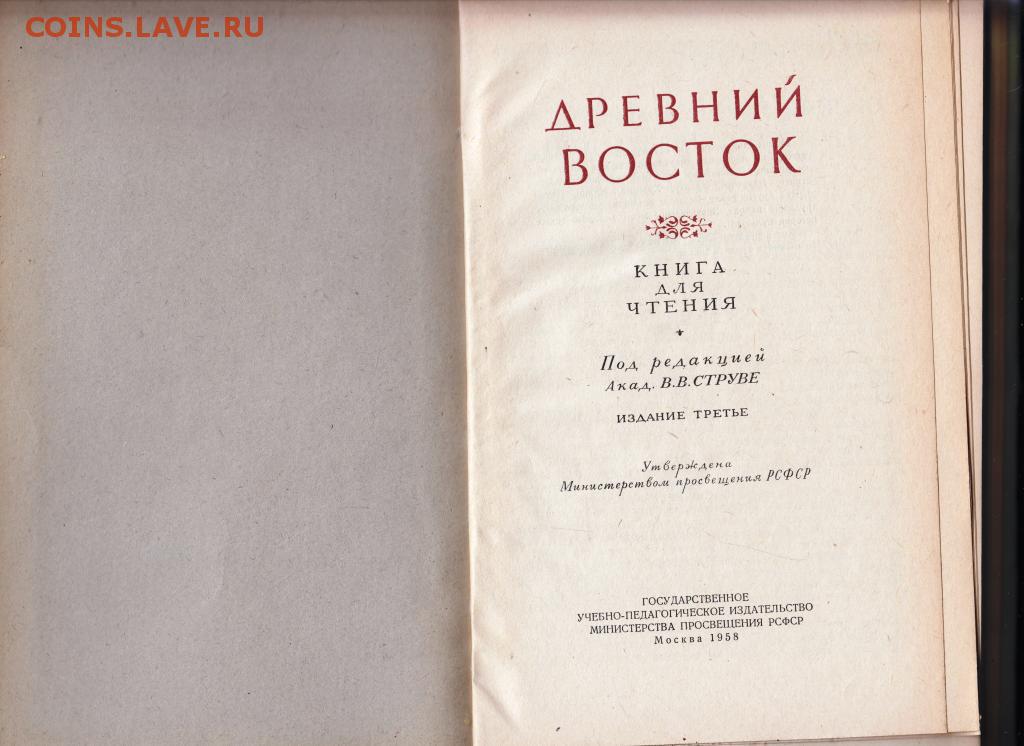 COINS.LAVE.RU
ДРЕВНИЙ
ВОСТОК
КНИГА
ДЛЯ
ЧТЕНИЯ
Под редакцией
Акад. В.В.СТРУВЕ
ИЗДАНИЕ ТРЕТЬЕ
Утверждена
Министерством просвещения РСФСР
ГОСУДАРСТВЕННОЕ
УЧЕБНО-ПЕДАГОГИЧЕСКОЕ ИЗДАТЕЛЬСТВО
МИНИСТЕРСТВА ПРОСВЕЩЕНИЯ РСФСР
Москва 1958